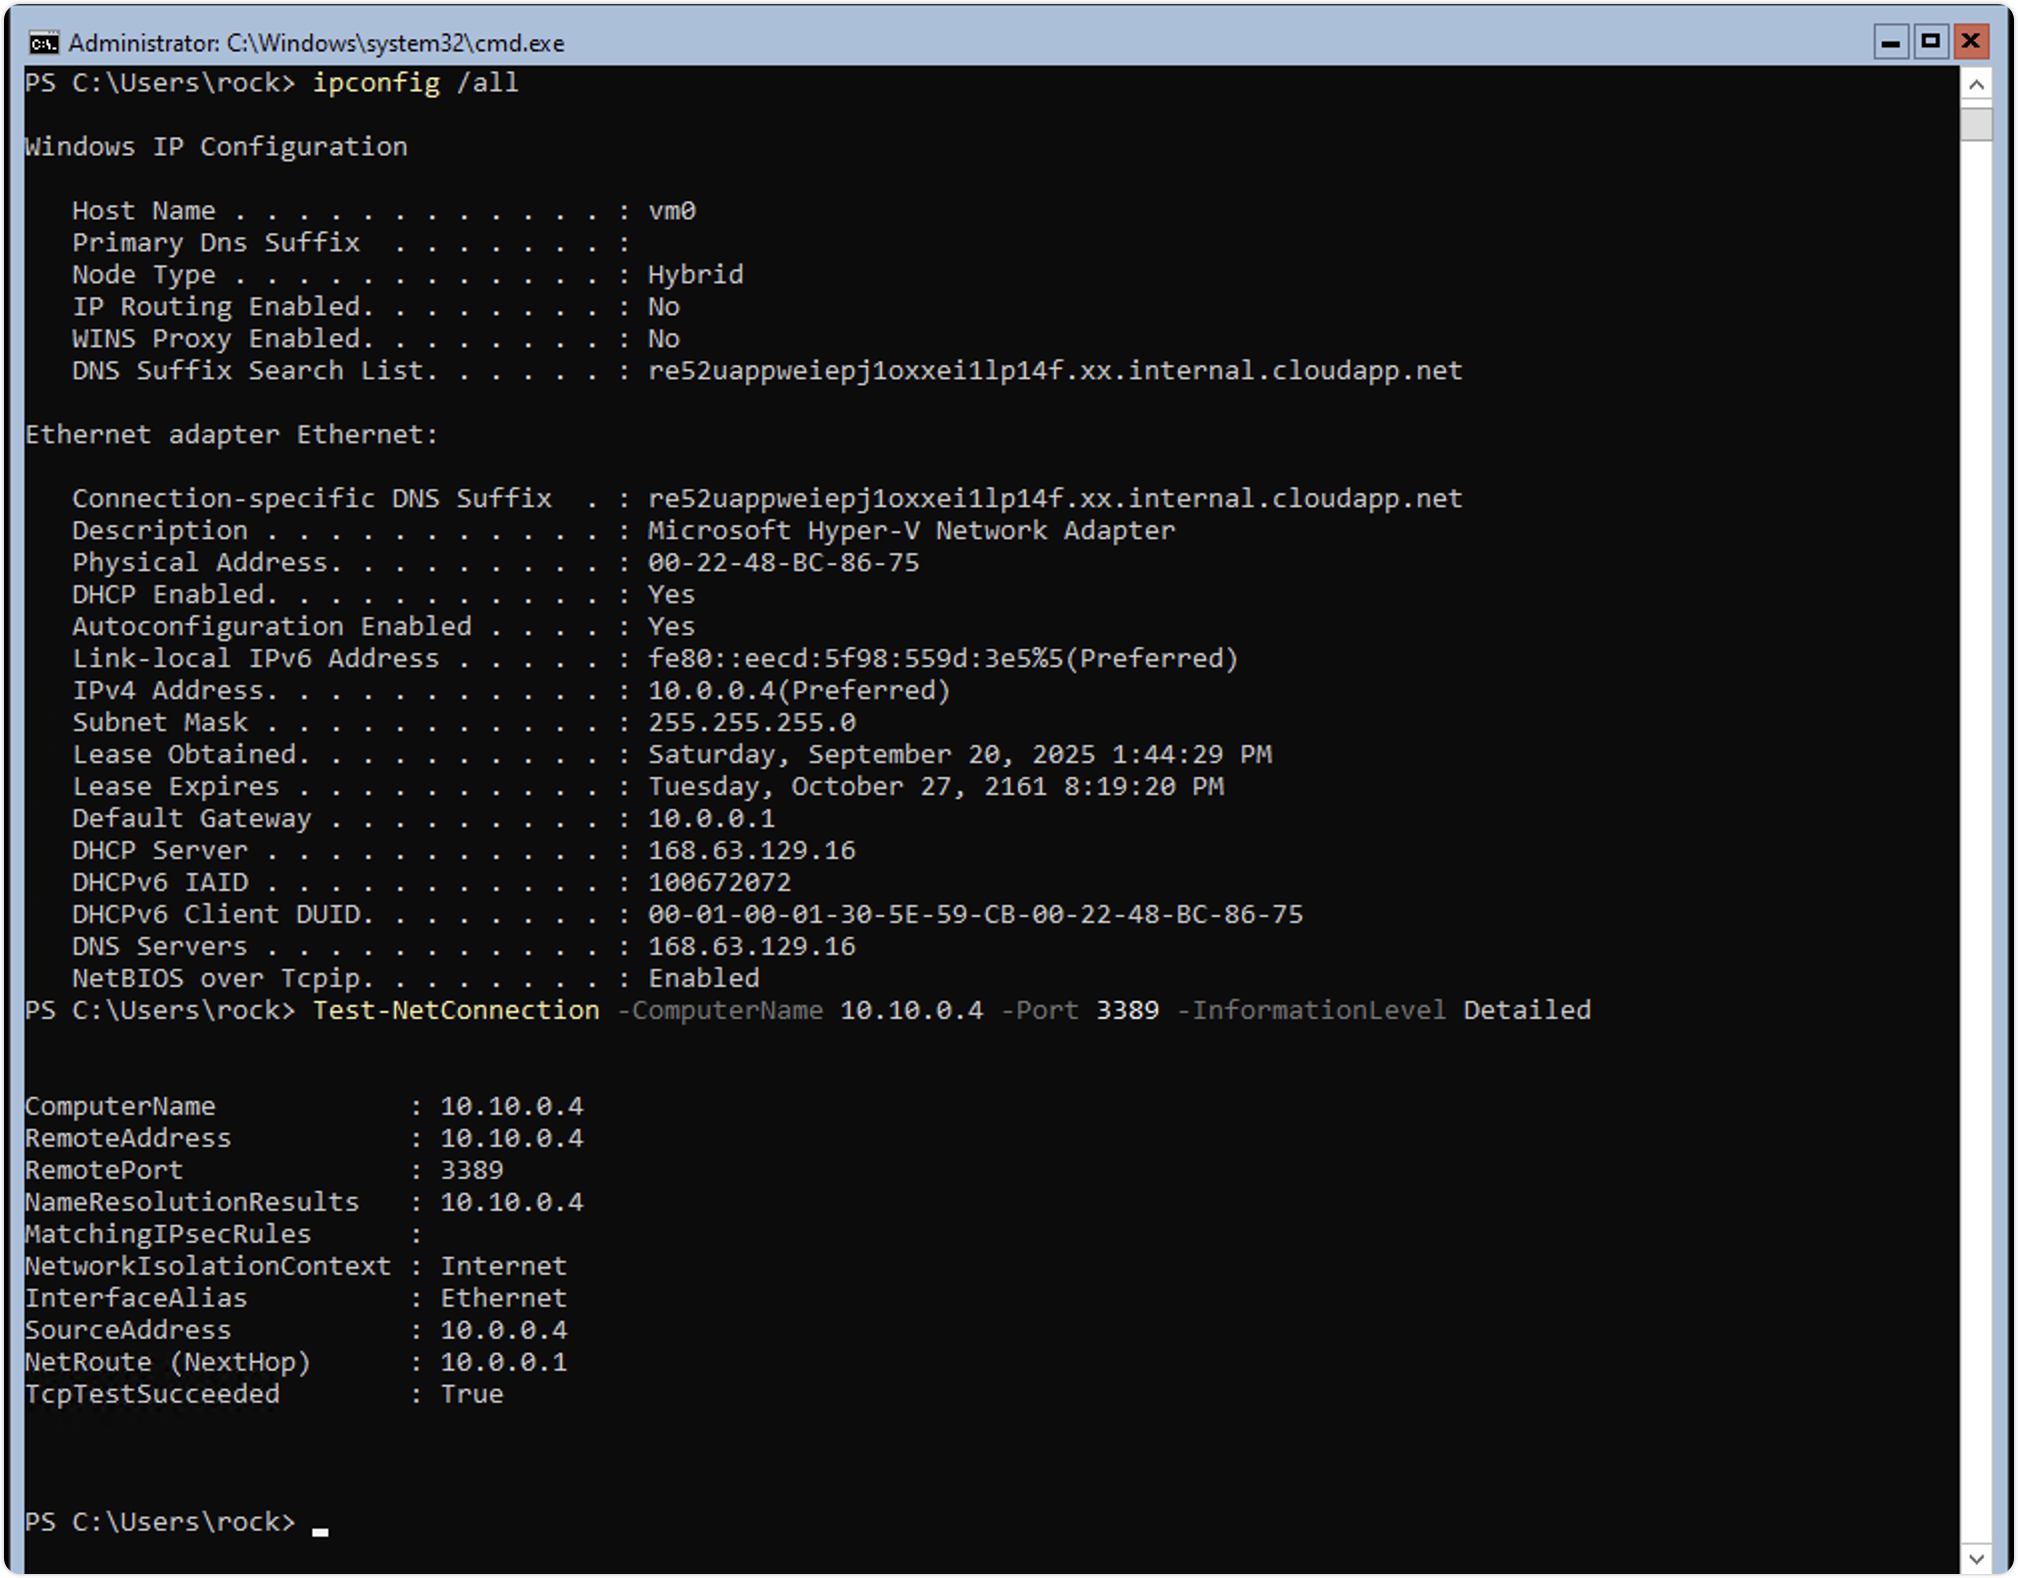 Administrator: C:\Windows\system32\cmd.exe
PS C:\Users\rock> ipconfig /all
Windows IP Configuration
Host Name . . . . . . . . . . . . : vm0
Primary Dns Suffix  . . . . . . . :
Node Type . . . . . . . . . . . . : Hybrid
IP Routing Enabled. . . . . . . . : No
WINS Proxy Enabled. . . . . . . . : No
DNS Suffix Search List. . . . . . : re52uappweiepj1oxxei1lp14f.xx.internal.cloudapp.net
Ethernet adapter Ethernet:
Connection-specific DNS Suffix  . : re52uappweiepj1oxxei1lp14f.xx.internal.cloudapp.net
Description . . . . . . . . . . . : Microsoft Hyper-V Network Adapter
Physical Address. . . . . . . . . : 00-22-48-BC-86-75
DHCP Enabled. . . . . . . . . . . : Yes
Autoconfiguration Enabled . . . . : Yes
Link-local IPv6 Address . . . . . : fe80::eecd:5f98:559d:3e5%5(Preferred)
IPv4 Address. . . . . . . . . . . : 10.0.0.4(Preferred)
Subnet Mask . . . . . . . . . . . : 255.255.255.0
Lease Obtained. . . . . . . . . . : Saturday, September 20, 2025 1:44:29 PM
Lease Expires . . . . . . . . . . : Tuesday, October 27, 2161 8:19:20 PM
Default Gateway . . . . . . . . . : 10.0.0.1
DHCP Server . . . . . . . . . . . : 168.63.129.16
DHCPv6 IAID . . . . . . . . . . . : 100672072
DHCPv6 Client DUID. . . . . . . . : 00-01-00-01-30-5E-59-CB-00-22-48-BC-86-75
DNS Servers . . . . . . . . . . . : 168.63.129.16
NetBIOS over Tcpip. . . . . . . . : Enabled
PS C:\Users\rock> Test-NetConnection -ComputerName 10.10.0.4 -Port 3389 -InformationLevel Detailed
ComputerName            : 10.10.0.4
RemoteAddress           : 10.10.0.4
RemotePort              : 3389
NameResolutionResults   : 10.10.0.4
MatchingIPsecRules      :
NetworkIsolationContext : Internet
InterfaceAlias          : Ethernet
SourceAddress           : 10.0.0.4
NetRoute (NextHop)      : 10.0.0.1
TcpTestSucceeded        : True
PS C:\Users\rock>